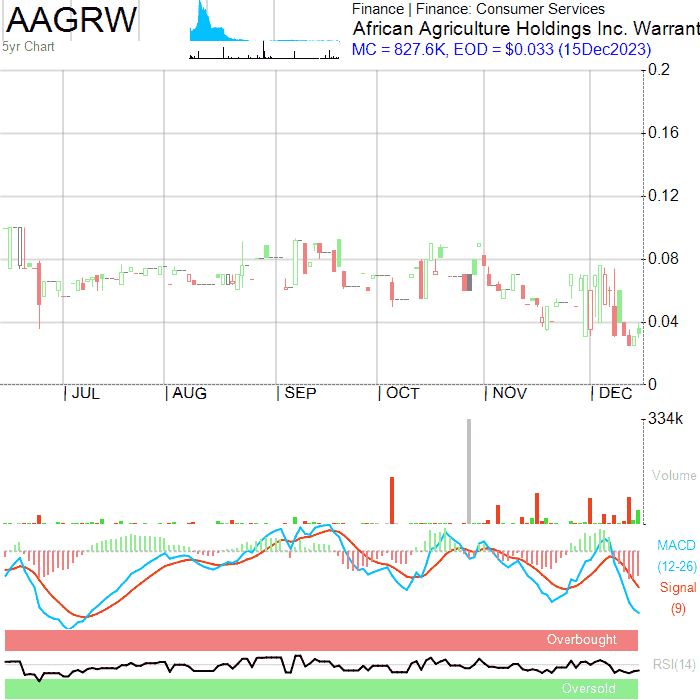 AAGRW
5yr Chart
Finance | Finance: Consumer Services
African Agriculture Holdings Inc. Warrant
MC = 827.6K, EOD = $0.033 (15Dec2023)
0.2
0.16
0.12
0.08
0.04
0
JUL AUG SEP OCT NOV DEC
334k
Volume
MACD
(12-26)
Signal
(9)
Overbought
RSI(14)
Oversold